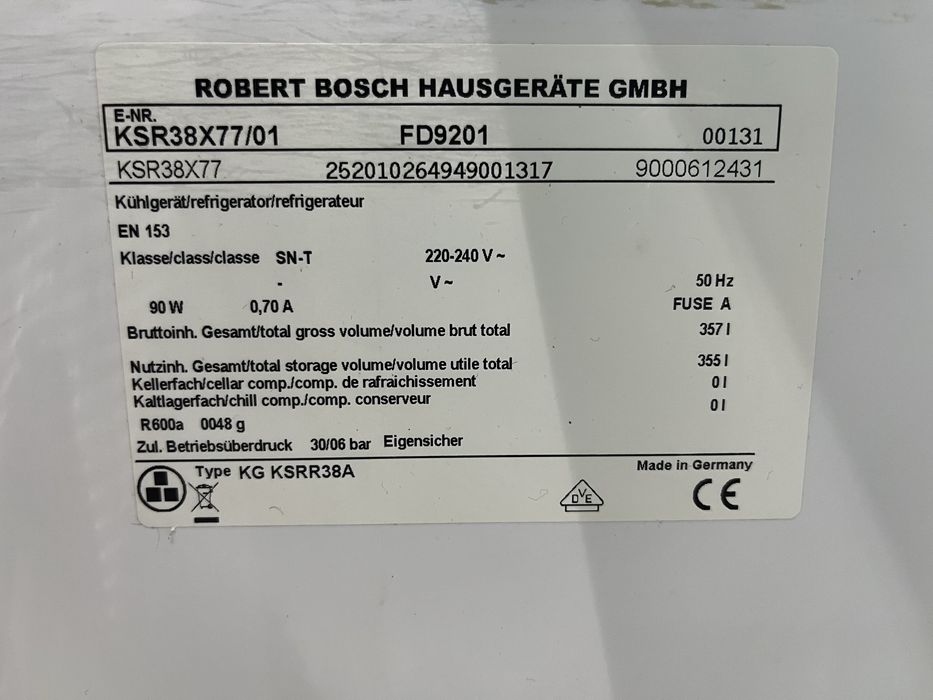 ROBERT BOSCH HAUSGERÄTE GMBH
E-NR.
KSR38X77/01 FD9201 00131
KSR38X77 252010264949001317 9000612431
Kühlgerät/refrigerator/refrigerateur
EN 153
Klasse/class/classe SN-T 220-240 V ~
- V ~ 50 Hz
90 W 0,70 A FUSE A
Bruttoinh. Gesamt/total gross volume/volume brut total 357 l
Nutzinh. Gesamt/total storage volume/volume utile total 355 l
Kellerfach/cellar comp./comp. de rafraichissement 0 l
Kaltlagerfach/chill comp./comp. conserveur 0 l
R600a 0048 g
Zul. Betriebsüberdruck 30/06 bar Eigensicher
Type KG KSRR38A Made in Germany
DVE CE